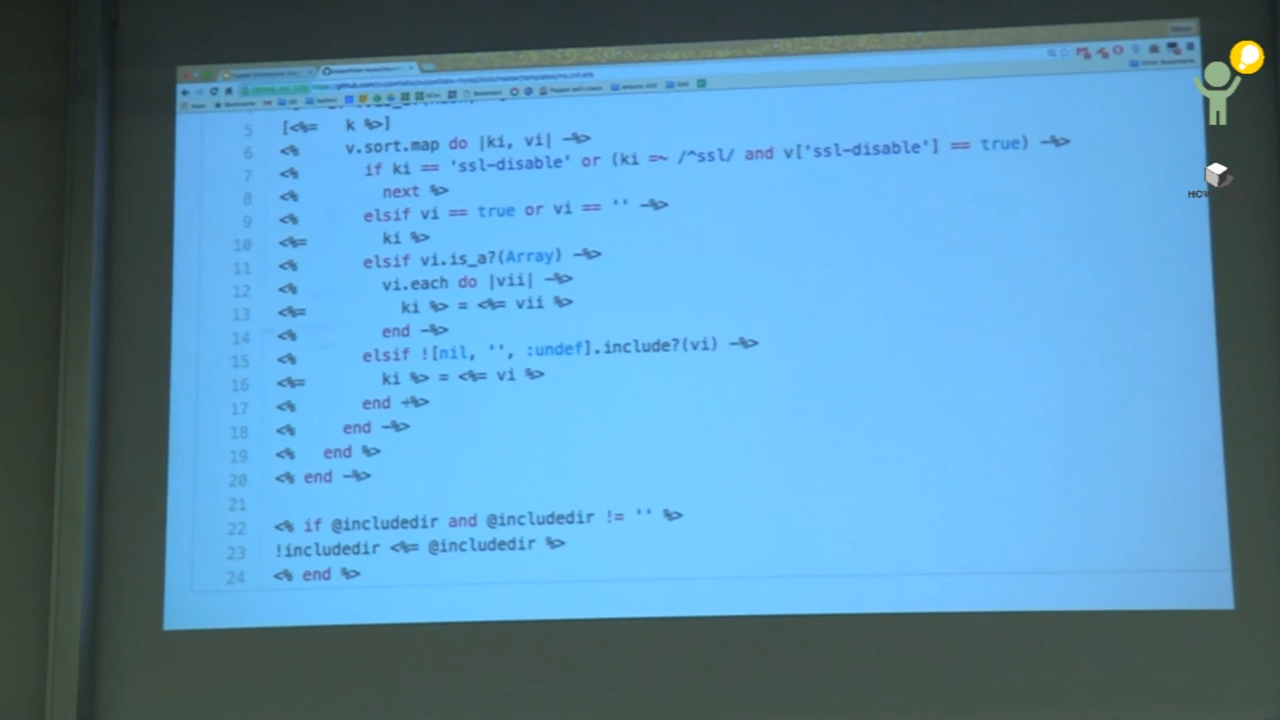 5 [<%= k %>]
6 <% v.sort.map do |ki, vi| -%>
7 <% if ki == 'ssl-disable' or (ki =~ /^ssl/ and v['ssl-disable'] == true) -%>
8 <% next %>
9 <% elsif vi == true or vi == '' -%>
10 <%= ki %>
11 <% elsif vi.is_a?(Array) -%>
12 <% vi.each do |vii| -%>
13 <%= ki %> = <%= vii %>
14 <% end -%>
15 <% elsif ![nil, '', :undef].include?(vi) -%>
16 <%= ki %> = <%= vi %>
17 <% end -%>
18 <% end -%>
19 <% end %>
20 <% end -%>
21
22 <% if @includedir and @includedir != '' %>
23 !includedir <%= @includedir %>
24 <% end %>